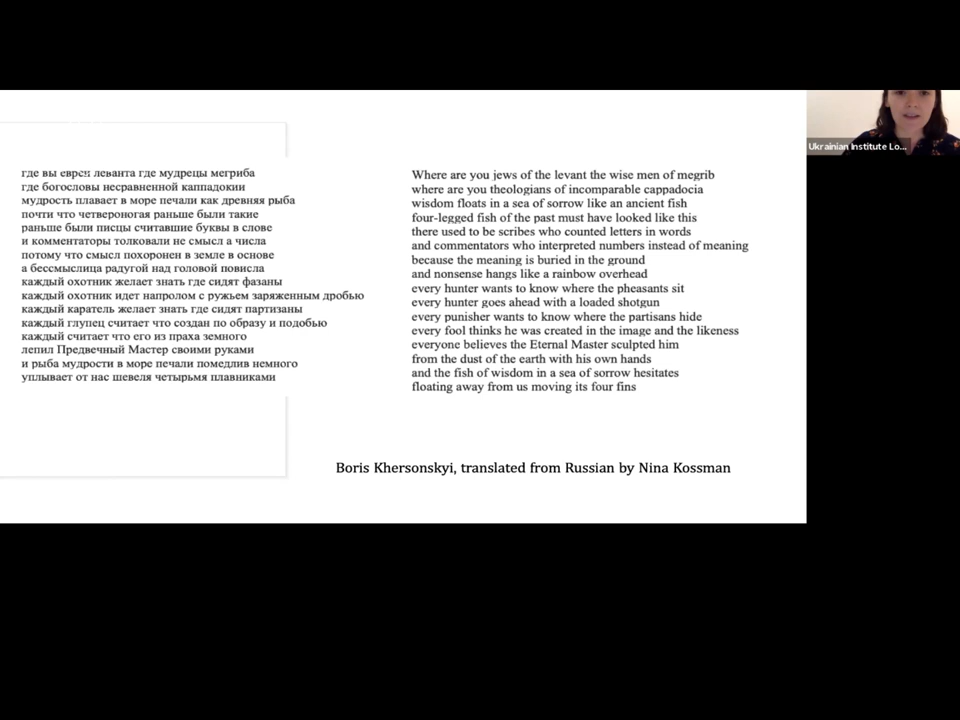 где вы евреи леванта где мудрецы мегриба
где богословы несравненной каппадокии
мудрость плавает в море печали как древняя рыба
почти что четвероногая раньше были такие
раньше были писцы считавшие буквы в слове
и комментаторы толковали не смысл а числа
потому что смысл похоронен в земле в основе
а бессмыслица радугой над головой повисла
каждый охотник желает знать где сидят фазаны
каждый охотник идет напролом с ружьем заряженным дробью
каждый каратель желает знать где сидят партизаны
каждый глупец считает что создан по образу и подобью
каждый считает что его из праха земного
лепил Предвечный Мастер своими руками
и рыба мудрости в море печали помедлив немного
уплывает от нас шевеля четырьмя плавниками
Where are you jews of the levant the wise men of megrib
where are you theologians of incomparable cappadocia
wisdom floats in a sea of sorrow like an ancient fish
four-legged fish of the past must have looked like this
there used to be scribes who counted letters in words
and commentators who interpreted numbers instead of meaning
because the meaning is buried in the ground
and nonsense hangs like a rainbow overhead
every hunter wants to know where the pheasants sit
every hunter goes ahead with a loaded shotgun
every punisher wants to know where the partisans hide
every fool thinks he was created in the image and the likeness
everyone believes the Eternal Master sculpted him
from the dust of the earth with his own hands
and the fish of wisdom in a sea of sorrow hesitates
floating away from us moving its four fins
Boris Khersonskyi, translated from Russian by Nina Kossman
Ukrainian Institute Lo...